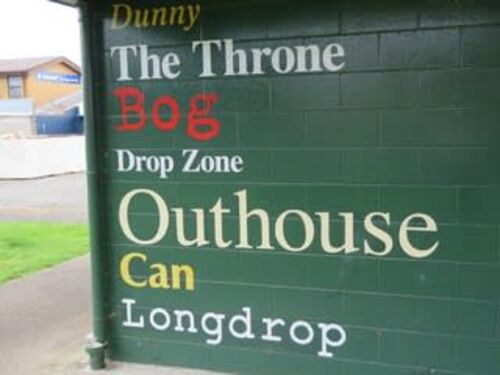 Dunny
The Throne
Bog
Drop Zone
Outhouse
Can
Longdrop